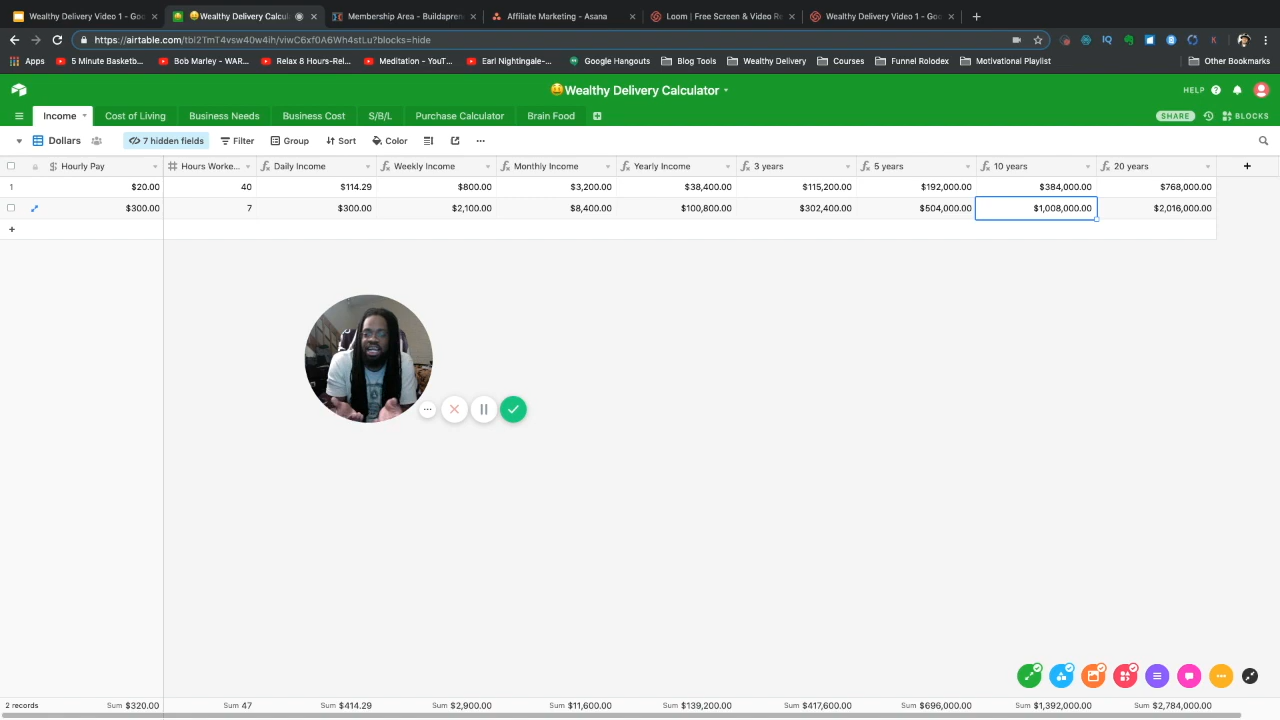 Wealthy Delivery Video 1 - Goo
Wealthy Delivery Calcul
Membership Area - Buildapren
Affiliate Marketing - Asana
Loom | Free Screen & Video Re
Wealthy Delivery Video 1 - Goo
https://airtable.com/tbl2TmT4vsw40w4ih/viwC6xf0A6Wh4stLu?blocks=hide
Apps
5 Minute Basketb...
Bob Marley - WAR...
Relax 8 Hours-Rel...
Meditation - YouT...
Earl Nightingale-...
Google Hangouts
Blog Tools
Wealthy Delivery
Courses
Funnel Rolodex
Motivational Playlist
Other Bookmarks
Wealthy Delivery Calculator
HELP
Income
Cost of Living
Business Needs
Business Cost
S/B/L
Purchase Calculator
Brain Food
SHARE
BLOCKS
Dollars
7 hidden fields
Filter
Group
Sort
Color
Hourly Pay Hours Worke... Daily Income Weekly Income Monthly Income Yearly Income 3 years 5 years 10 years 20 years
1 $20.00 40 $114.29 $800.00 $3,200.00 $38,400.00 $115,200.00 $192,000.00 $384,000.00 $768,000.00
$300.00 7 $300.00 $2,100.00 $8,400.00 $100,800.00 $302,400.00 $504,000.00 $1,008,000.00 $2,016,000.00
2 records Sum $320.00 Sum 47 Sum $414.29 Sum $2,900.00 Sum $11,600.00 Sum $139,200.00 Sum $417,600.00 Sum $696,000.00 Sum $1,392,000.00 Sum $2,784,000.00